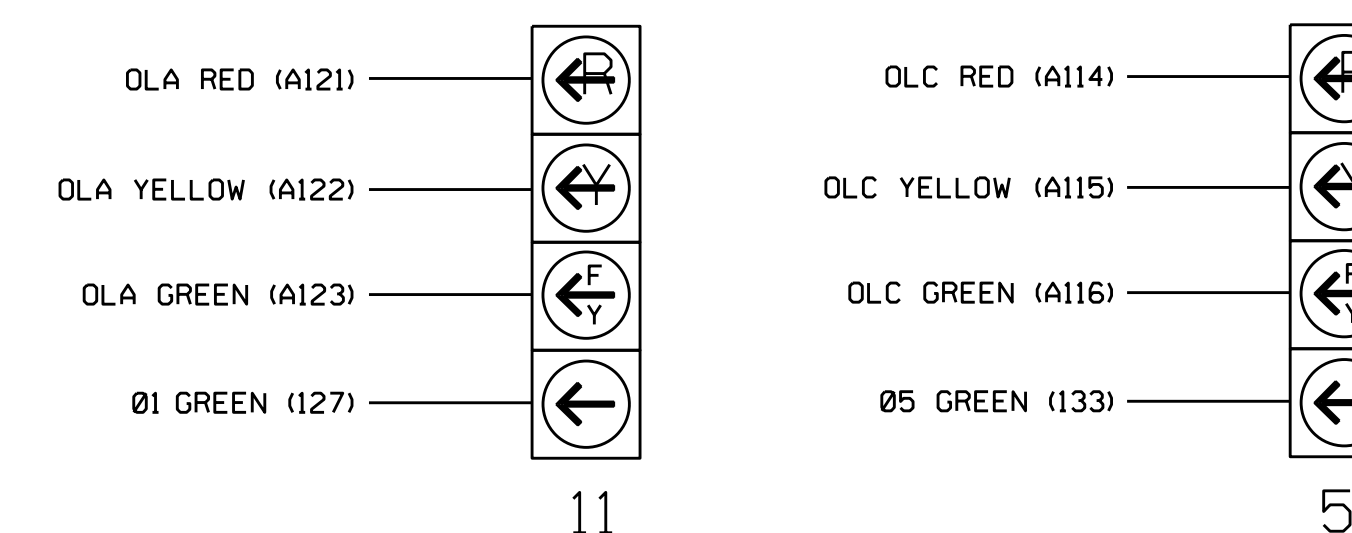 OLA RED (A121)
R
OLA YELLOW (A122)
Y
OLA GREEN (A123)
F
Y
Ø1 GREEN (127)
11
OLC RED (A114)
OLC YELLOW (A115)
OLC GREEN (A116)
Ø5 GREEN (133)
5